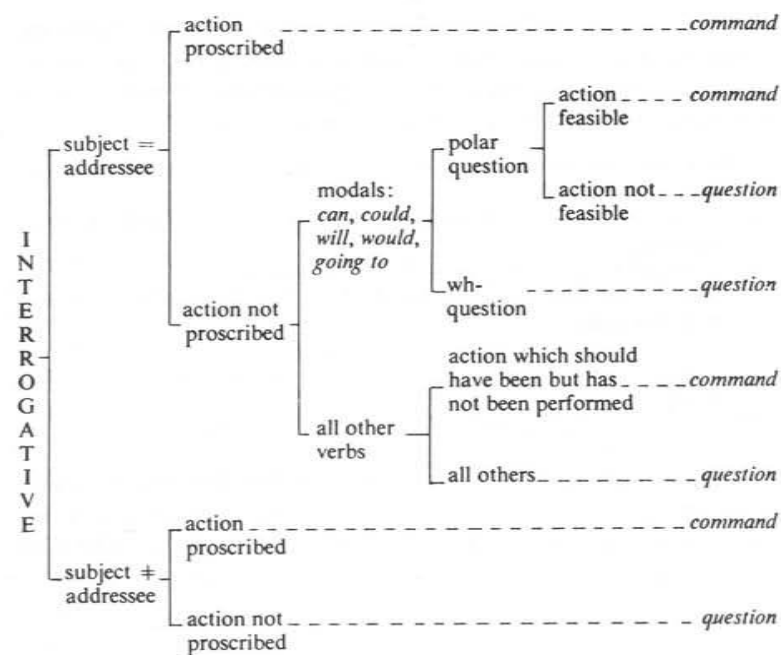 action
proscribed
command
subject =
addressee
action
feasible
command
polar
question
action not
feasible
question
modals:
can, could,
will, would,
going to
wh-
question
question
action not
proscribed
INTERROGATIVE
action which should
have been but has
not been performed
command
all other
verbs
all others
question
action
proscribed
command
subject ≠
addressee
action not
proscribed
question